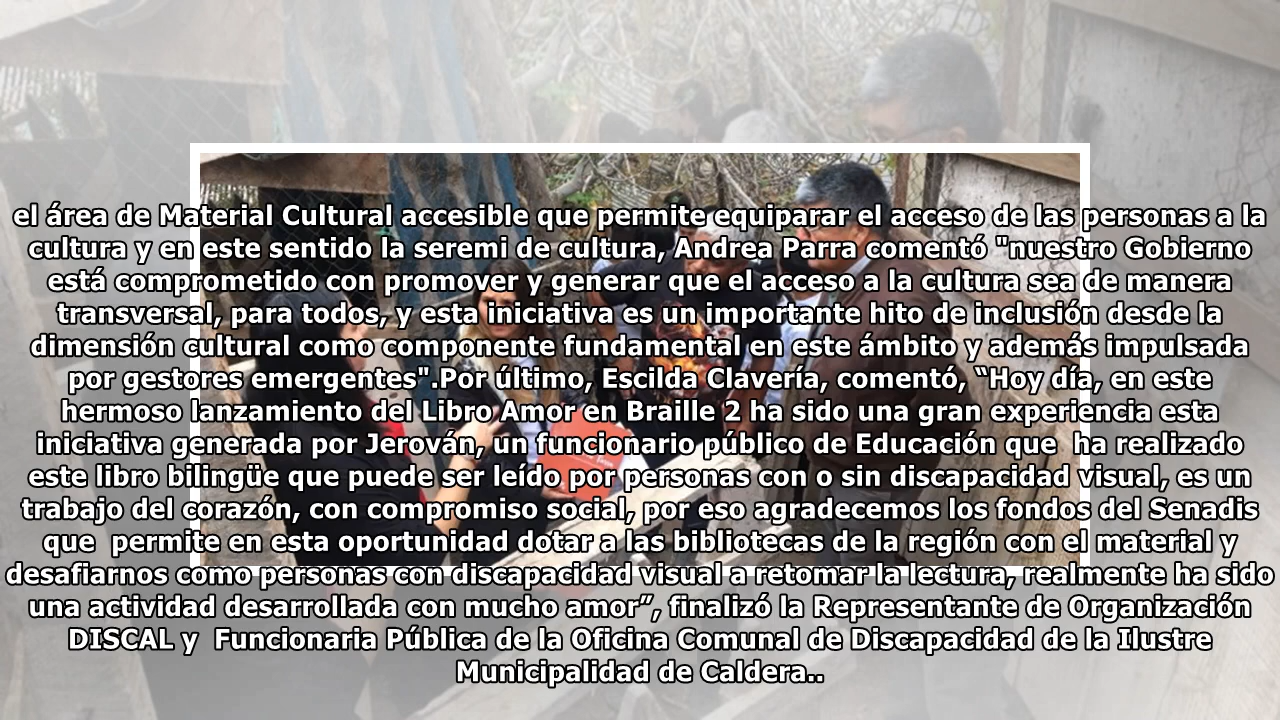 el área de Material Cultural accesible que permite equiparar el acceso de las personas a la
cultura y en este sentido la seremi de cultura, Andrea Parra comentó "nuestro Gobierno
está comprometido con promover y generar que el acceso a la cultura sea de manera
transversal, para todos, y esta iniciativa es un importante hito de inclusión desde la
dimensión cultural como componente fundamental en este ámbito y además impulsada
por gestores emergentes".Por último, Escilda Clavería, comentó, “Hoy día, en este
hermoso lanzamiento del Libro Amor en Braille 2 ha sido una gran experiencia esta
iniciativa generada por Jerován, un funcionario público de Educación que  ha realizado
este libro bilingüe que puede ser leído por personas con o sin discapacidad visual, es un
trabajo del corazón, con compromiso social, por eso agradecemos los fondos del Senadis
que  permite en esta oportunidad dotar a las bibliotecas de la región con el material y
desafiarnos como personas con discapacidad visual a retomar la lectura, realmente ha sido
una actividad desarrollada con mucho amor”, finalizó la Representante de Organización
DISCAL y  Funcionaria Pública de la Oficina Comunal de Discapacidad de la Ilustre
Municipalidad de Caldera..